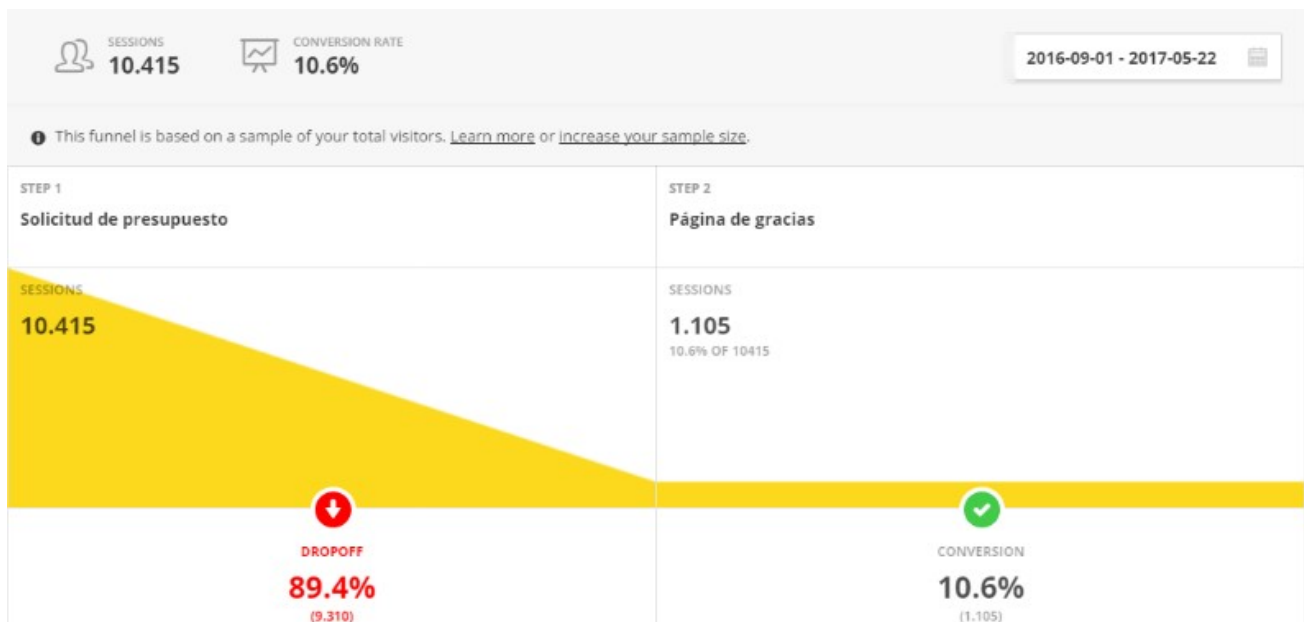 SESSIONS
10.415
CONVERSION RATE
10.6%
2016-09-01 - 2017-05-22
This funnel is based on a sample of your total visitors. Learn more or increase your sample size.
STEP 1
Solicitud de presupuesto
STEP 2
Página de gracias
SESSIONS
10.415
SESSIONS
1.105
10.6% OF 10415
DROPOFF
89.4%
(9.310)
CONVERSION
10.6%
(1.105)